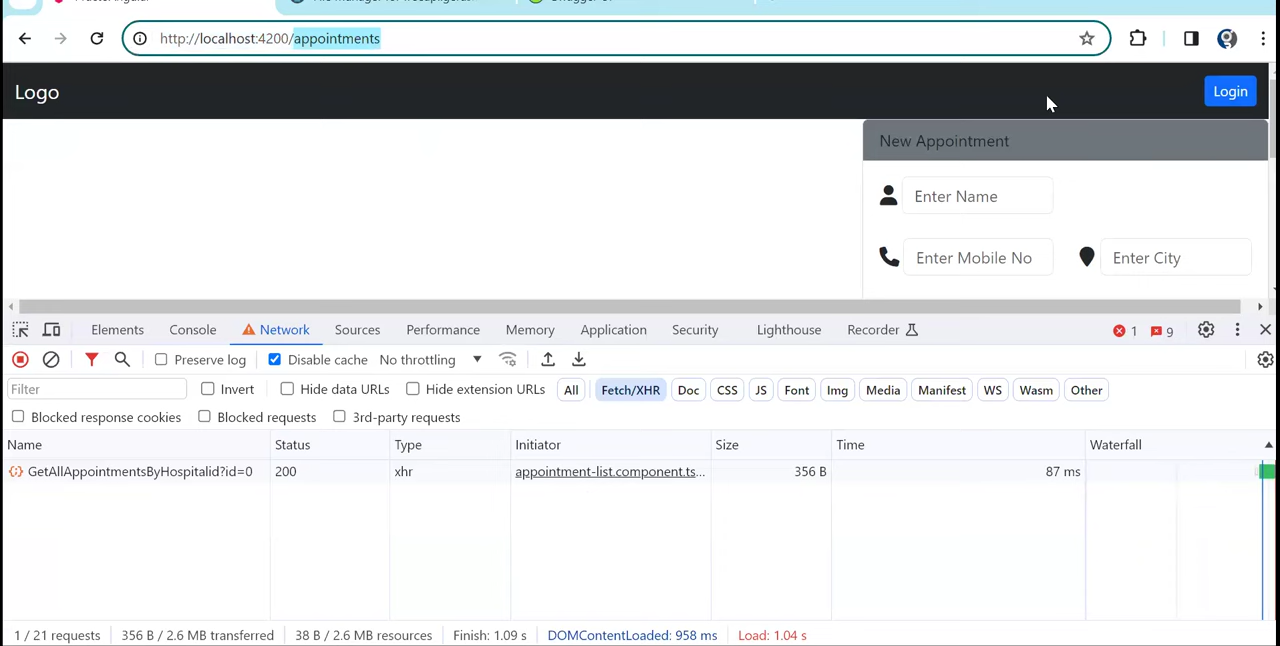 http://localhost:4200/appointments
Logo
Login
New Appointment
Enter Name
Enter Mobile No
Enter City
Elements Console Network Sources Performance Memory Application Security Lighthouse Recorder 1 9
Preserve log Disable cache No throttling
Filter Invert Hide data URLs Hide extension URLs All Fetch/XHR Doc CSS JS Font Img Media Manifest WS Wasm Other
Blocked response cookies Blocked requests 3rd-party requests
Name Status Type Initiator Size Time Waterfall
GetAllAppointmentsByHospitalid?id=0 200 xhr appointment-list.component.ts... 356 B 87 ms
1 / 21 requests 356 B / 2.6 MB transferred 38 B / 2.6 MB resources Finish: 1.09 s DOMContentLoaded: 958 ms Load: 1.04 s